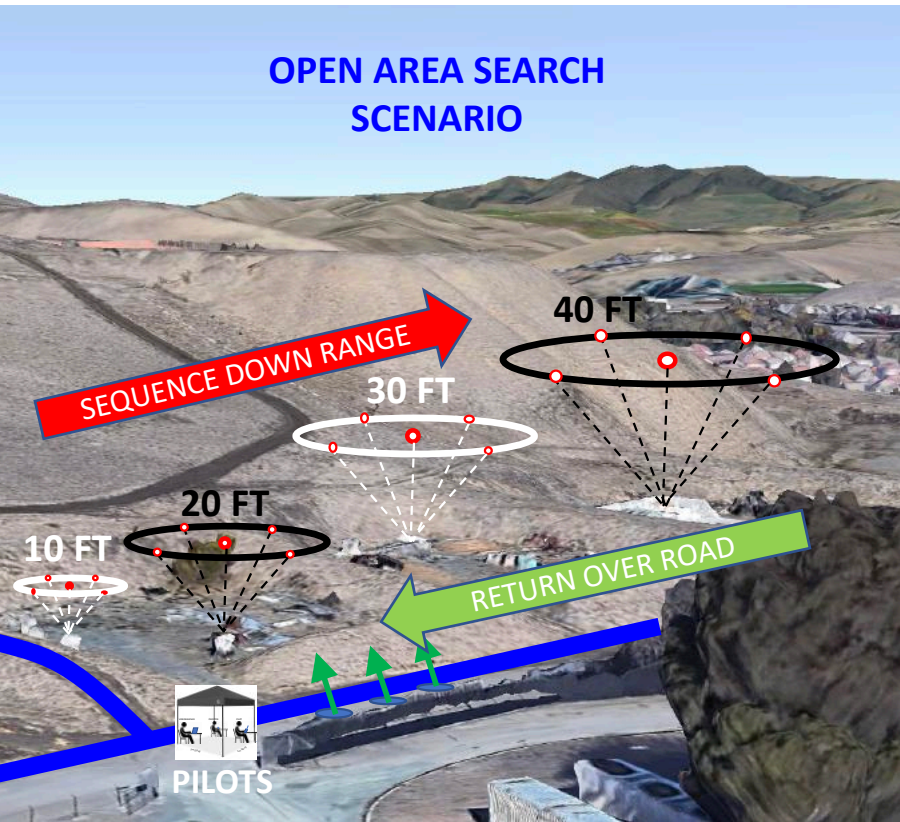 OPEN AREA SEARCH
SCENARIO
40 FT
SEQUENCE DOWN RANGE
30 FT
20 FT
10 FT
RETURN OVER ROAD
PILOTS